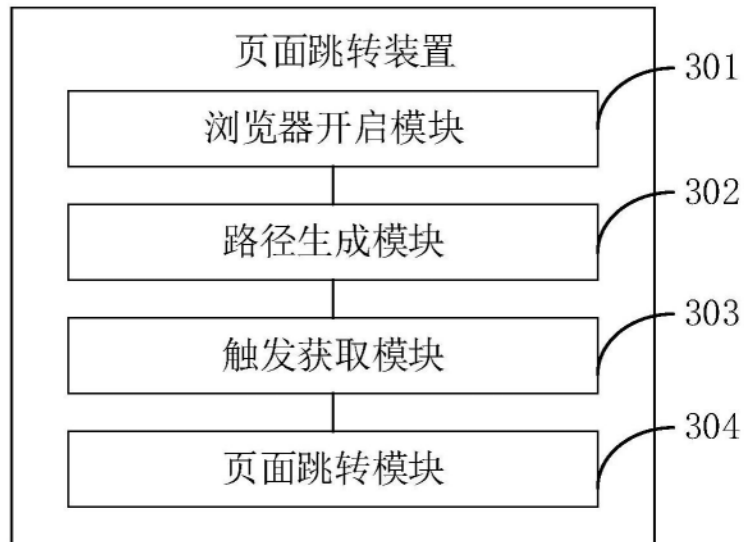 页面跳转装置
浏览器开启模块
301
路径生成模块
302
触发获取模块
303
页面跳转模块
304